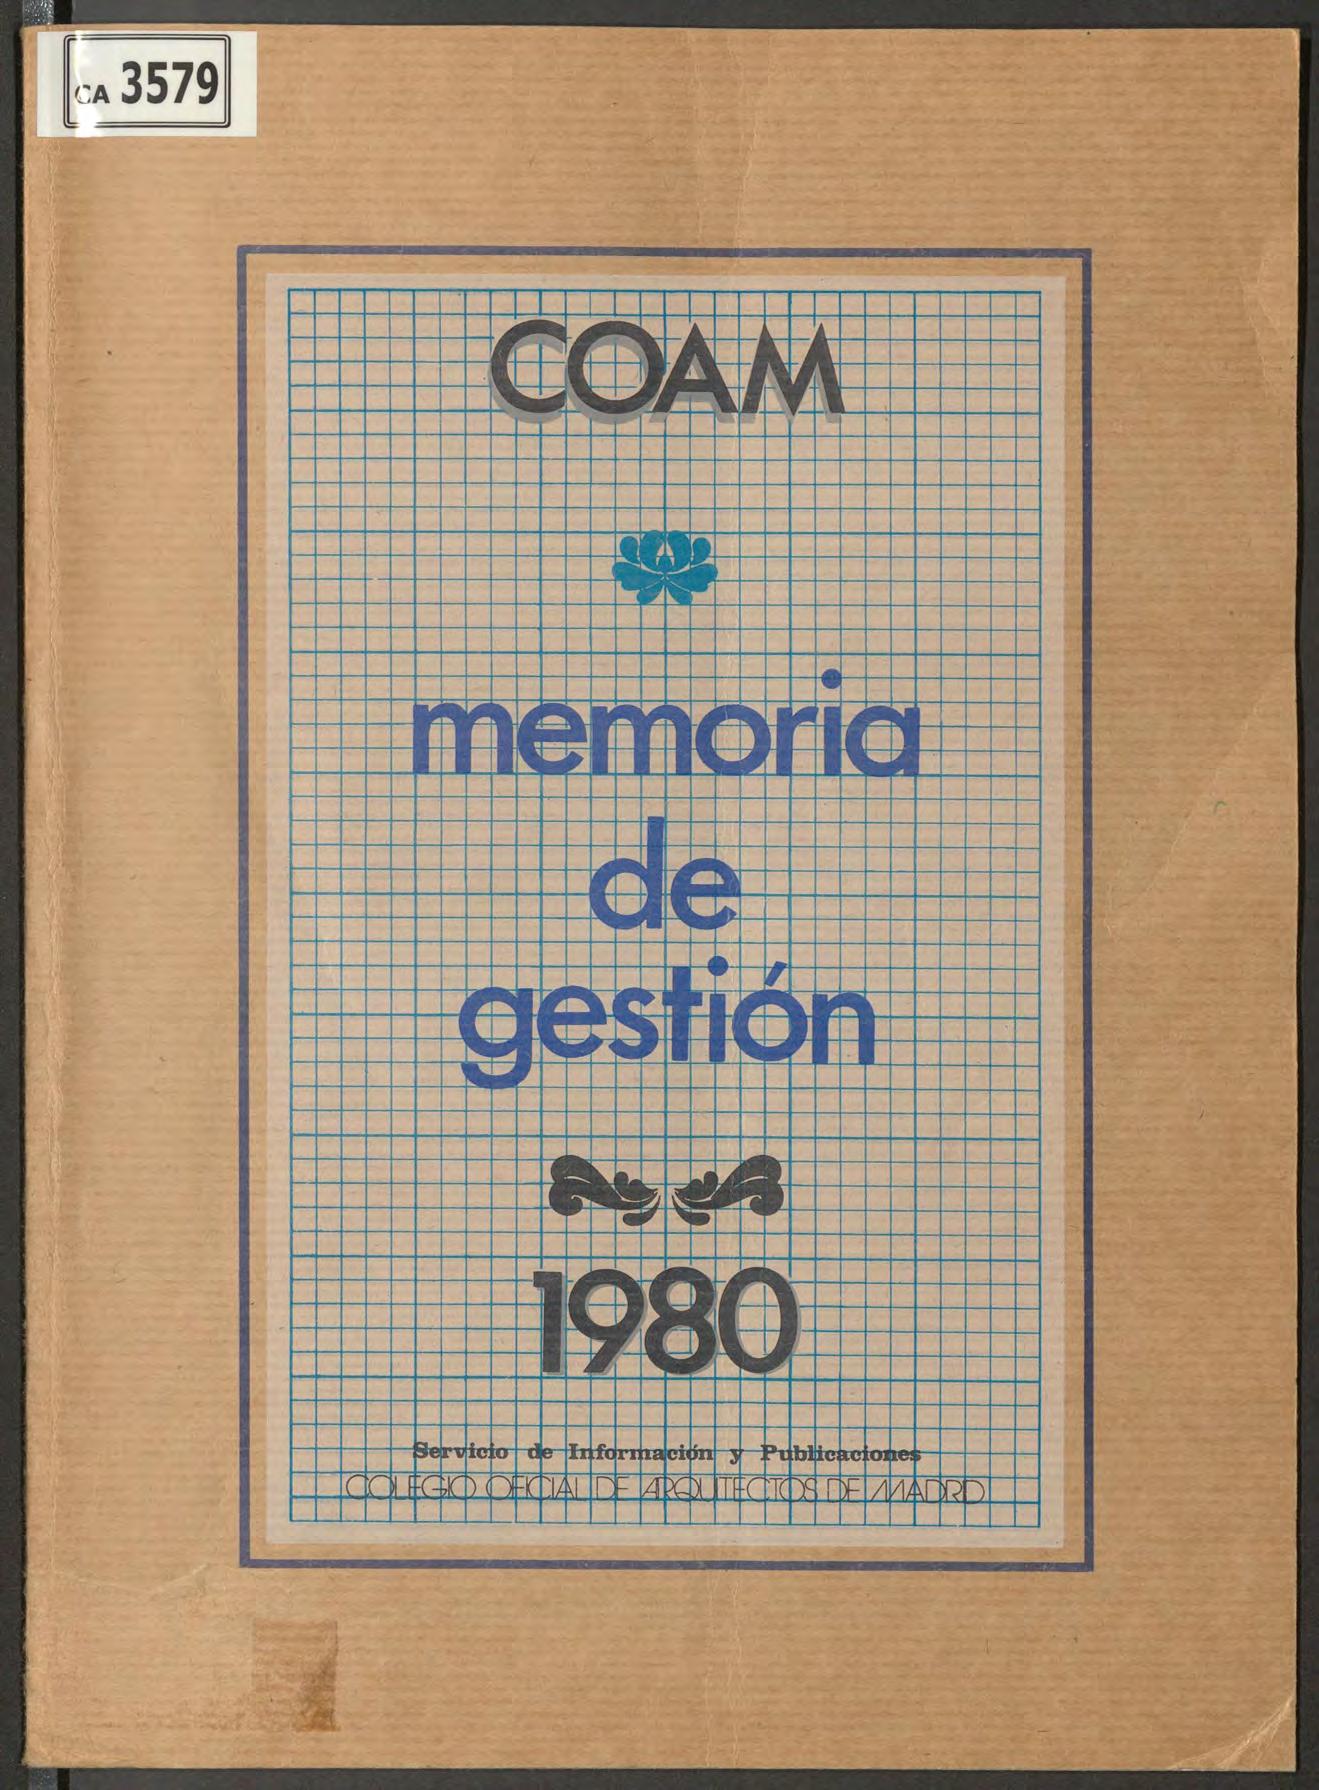 CA 3579
COAM
memoria
de
gestión
1980
Servicio de Información y Publicaciones
COLEGIO OFICIAL DE ARQUITECTOS DE MADRID